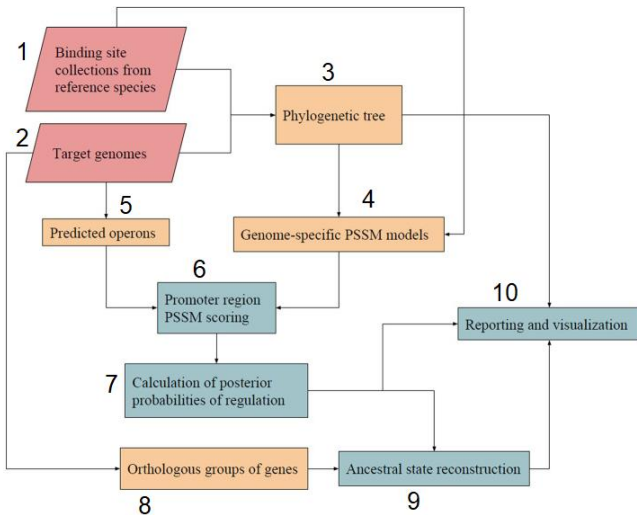 1
Binding site
collections from
reference species
2
Target genomes
3
Phylogenetic tree
4
Genome-specific PSSM models
5
Predicted operons
6
Promoter region
PSSM scoring
7
Calculation of posterior
probabilities of regulation
10
Reporting and visualization
Orthologous groups of genes
8
Ancestral state reconstruction
9